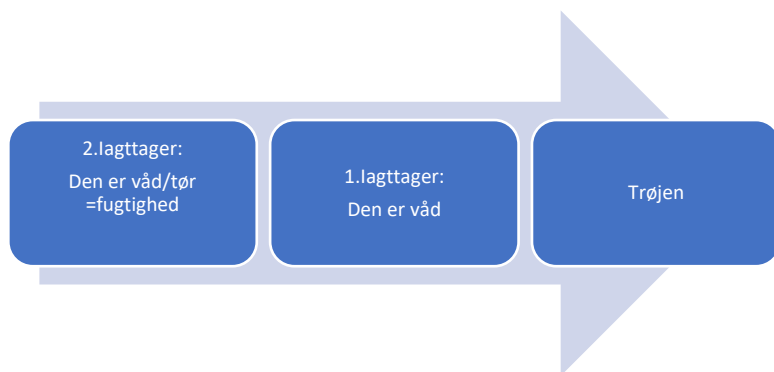 2.Iagttager:
Den er våd/tør
=fugtighed
1.Iagttager:
Den er våd
Trøjen